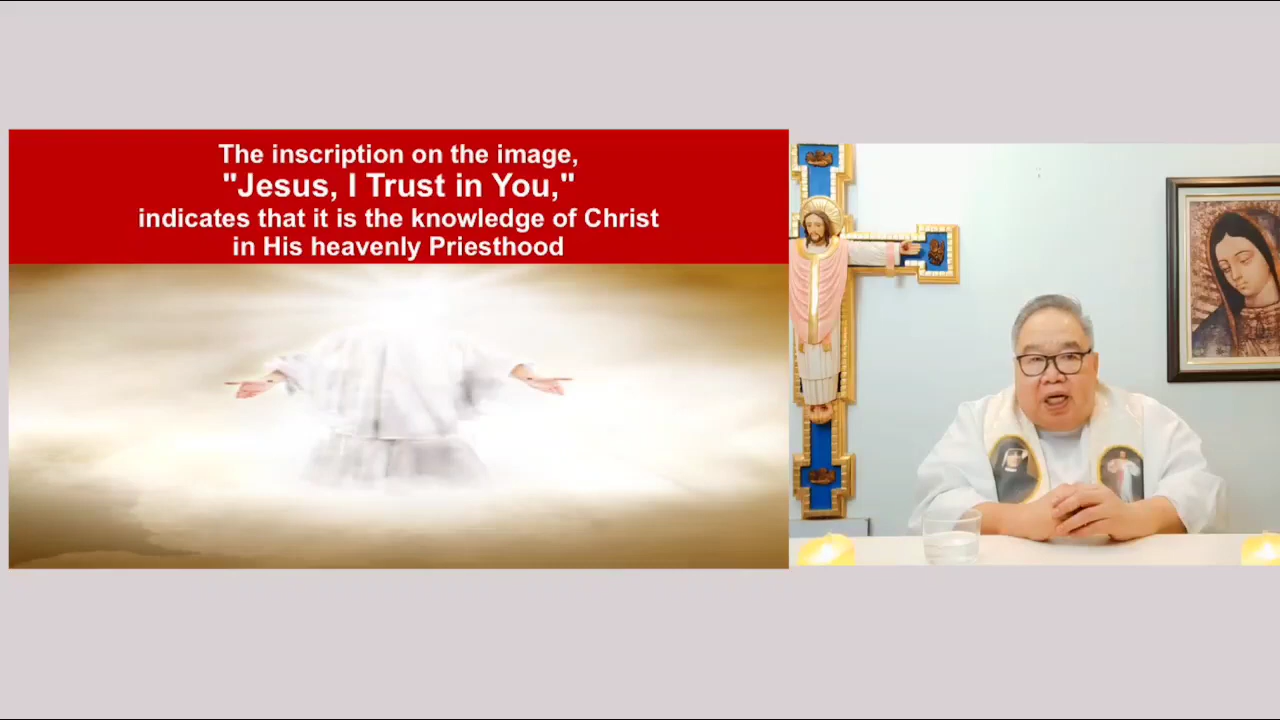 The inscription on the image,
"Jesus, I Trust in You,"
indicates that it is the knowledge of Christ
in His heavenly Priesthood